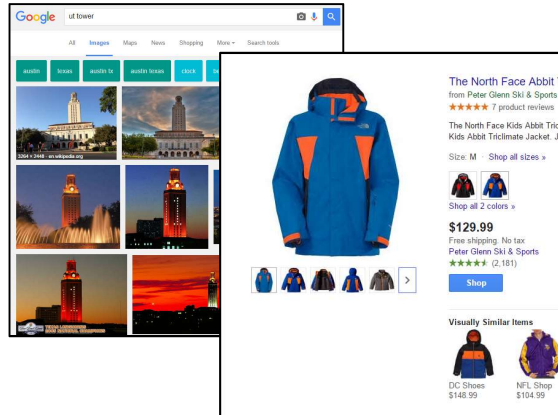 Google ut tower
All Images Maps News Shopping More Search tools
austin texas austin tx austin texas clock
3264 × 2448 - en.wikipedia.org
The North Face Abbit
from Peter Glenn Ski & Sports
7 product reviews
The North Face Kids Abbit
Kids Abbit Triclimate Jacket. J
Size: M · Shop all sizes »
Shop all 2 colors »
$129.99
Free shipping. No tax
Peter Glenn Ski & Sports
(2,181)
Shop
Visually Similar Items
DC Shoes NFL Shop
$148.99 $104.99